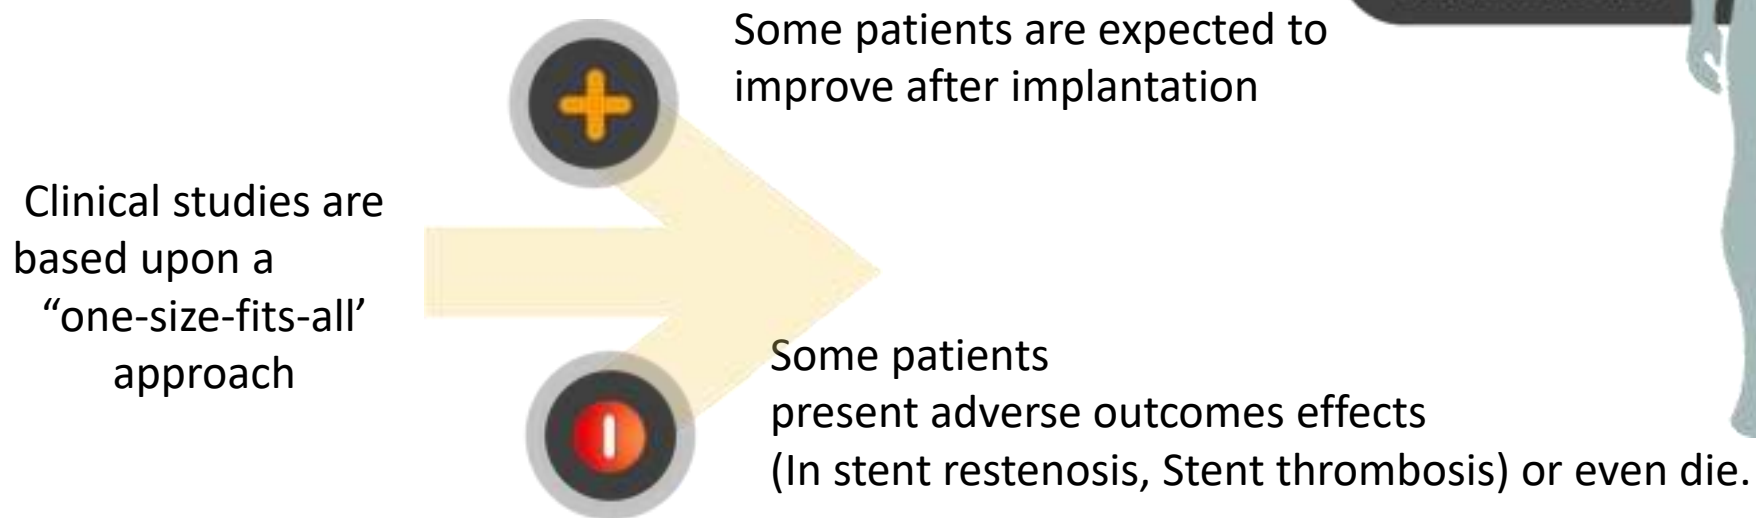 Some patients are expected to
improve after implantation
Clinical studies are
based upon a
“one-size-fits-all’
approach
Some patients
present adverse outcomes effects
(In stent restenosis, Stent thrombosis) or even die.